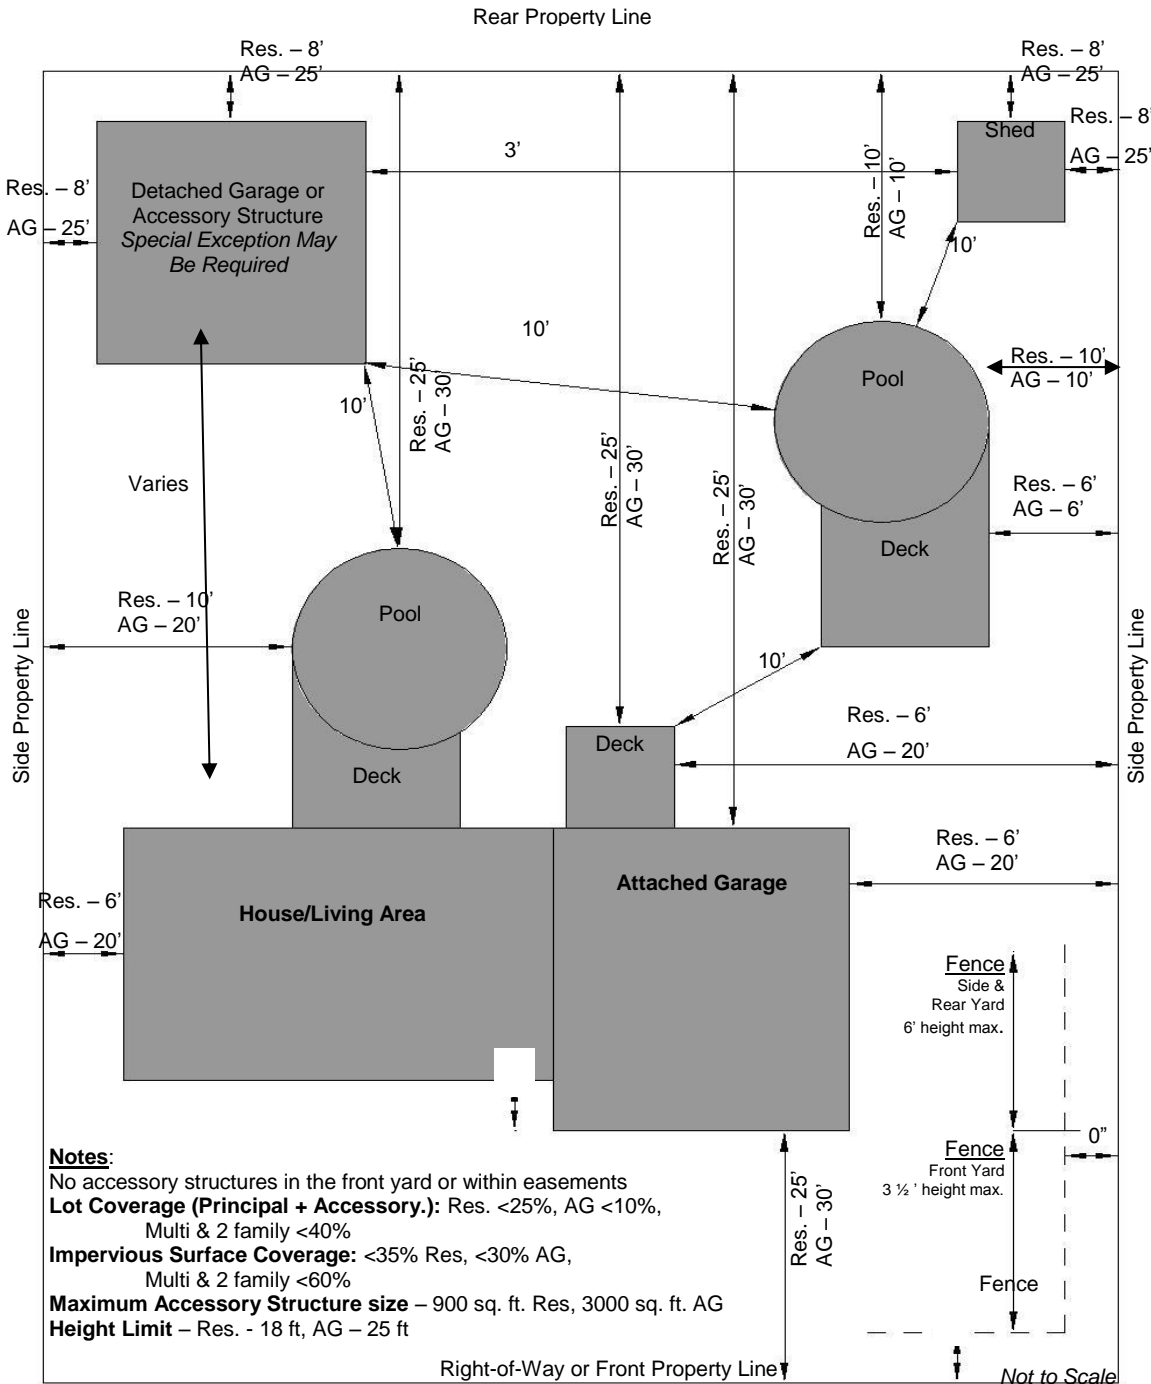 Rear Property Line
Res. – 8’
AG – 25’
Res. – 8’
AG – 25’
Res. – 8’
AG – 25’
Shed
3’
Res. – 8’
AG – 25’
Detached Garage or
Accessory Structure
Special Exception May
Be Required
Res. – 10’
AG – 10’
10’
10’
Res. – 10’
AG – 10’
Pool
Res. – 25’
AG – 30’
10’
Varies
Res. – 25’
AG – 30’
Res. – 25’
AG – 30’
Res. – 6’
AG – 6’
Deck
Res. – 10’
AG – 20’
Pool
10’
Side Property Line
Side Property Line
Res. – 6’
AG – 20’
Deck
Deck
Res. – 6’
AG – 20’
Attached Garage
House/Living Area
Res. – 6’
AG – 20’
Fence
Side &
Rear Yard
6’ height max.
0”
Fence
Front Yard
3 ½ ’ height max.
Res. – 25’
AG – 30’
Fence
Notes:
No accessory structures in the front yard or within easements
Lot Coverage (Principal + Accessory.): Res. <25%, AG <10%,
Multi & 2 family <40%
Impervious Surface Coverage: <35% Res, <30% AG,
Multi & 2 family <60%
Maximum Accessory Structure size – 900 sq. ft. Res, 3000 sq. ft. AG
Height Limit – Res. - 18 ft, AG – 25 ft
Right-of-Way or Front Property Line
Not to Scale